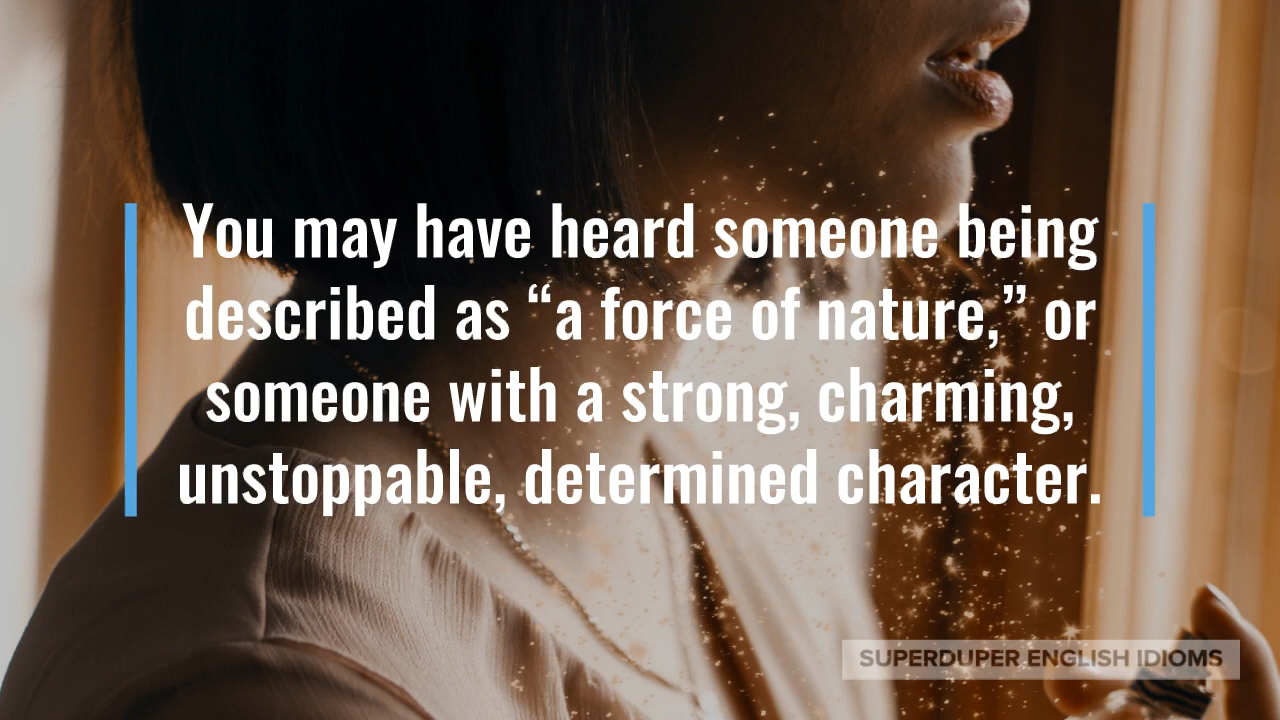 You may have heard someone being
described as “a force of nature,” or
someone with a strong, charming,
unstoppable, determined character.
SUPERDUPER ENGLISH IDIOMS